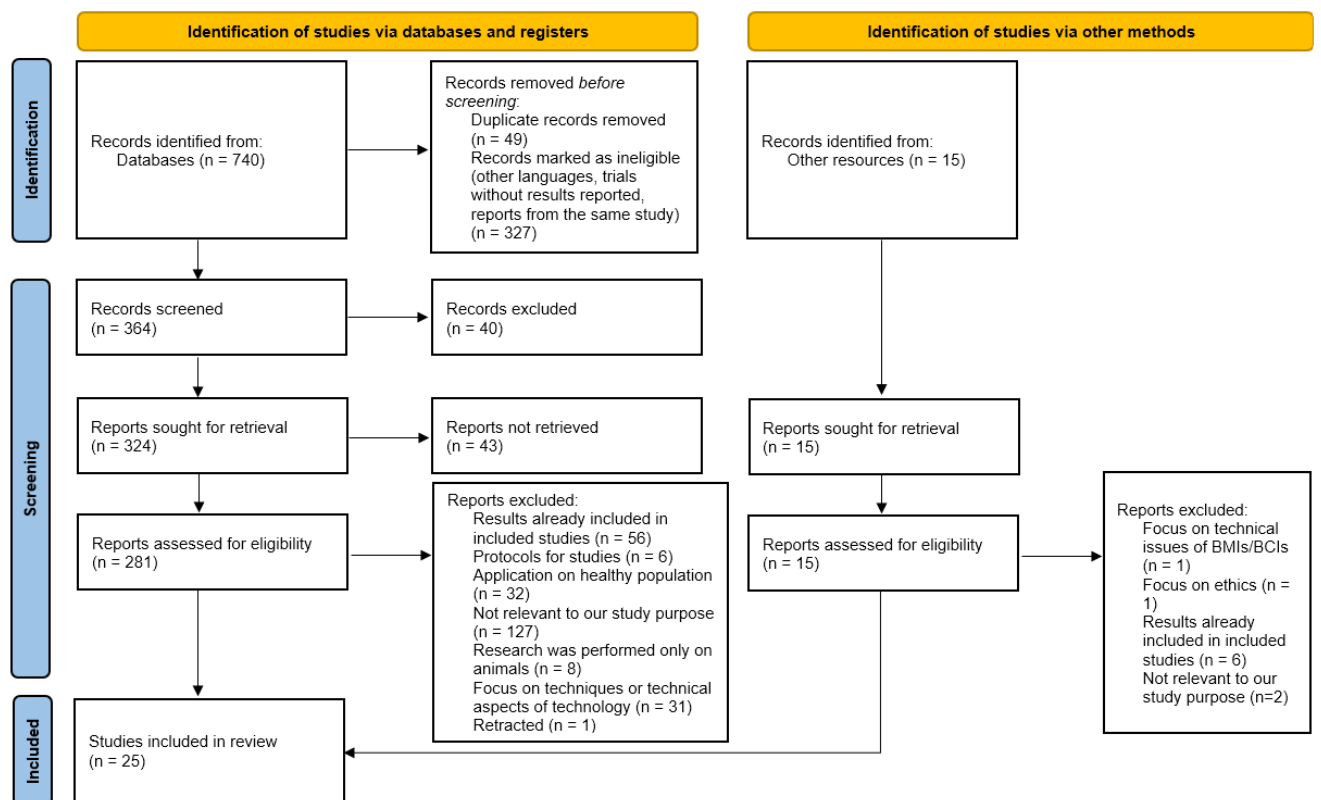 Identification of studies via databases and registers
Identification of studies via other methods
Identification
Records identified from:
Databases (n = 740)
Records removed before
screening:
Duplicate records removed
(n = 49)
Records marked as ineligible
(other languages, trials
without results reported,
reports from the same study)
(n = 327)
Records identified from:
Other resources (n = 15)
Screening
Records screened
(n = 364)
Records excluded
(n = 40)
Reports sought for retrieval
(n = 324)
Reports not retrieved
(n = 43)
Reports sought for retrieval
(n = 15)
Reports assessed for eligibility
(n = 281)
Reports excluded:
Results already included in
included studies (n = 56)
Protocols for studies (n = 6)
Application on healthy population
(n = 32)
Not relevant to our study purpose
(n = 127)
Research was performed only on
animals (n = 8)
Focus on techniques or technical
aspects of technology (n = 31)
Retracted (n = 1)
Reports assessed for eligibility
(n = 15)
Reports excluded:
Focus on technical
issues of BMIs/BCIs
(n = 1)
Focus on ethics (n =
1)
Results already
included in included
studies (n = 6)
Not relevant to our
study purpose (n=2)
Included
Studies included in review
(n = 25)